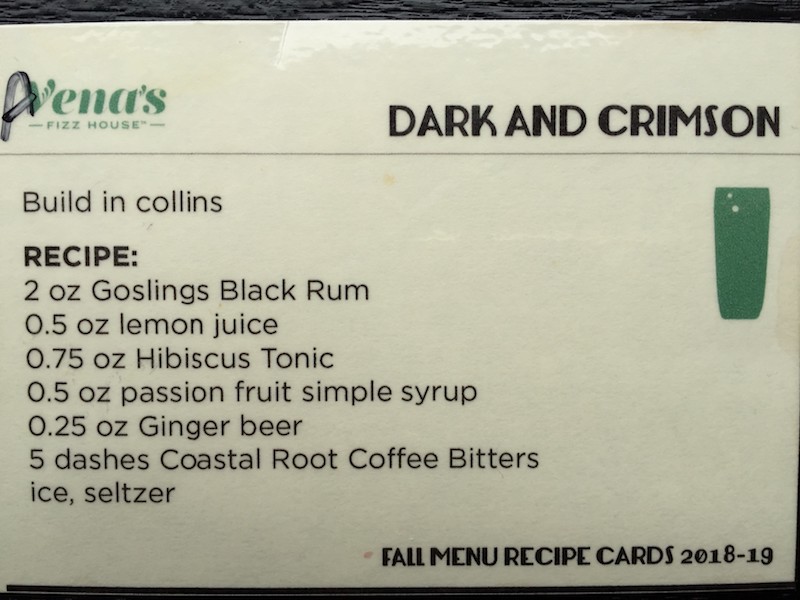 Avena's
FIZZ HOUSE™
DARK AND CRIMSON
Build in collins
RECIPE:
2 oz Goslings Black Rum
0.5 oz lemon juice
0.75 oz Hibiscus Tonic
0.5 oz passion fruit simple syrup
0.25 oz Ginger beer
5 dashes Coastal Root Coffee Bitters
ice, seltzer
FALL MENU RECIPE CARDS 2018-19